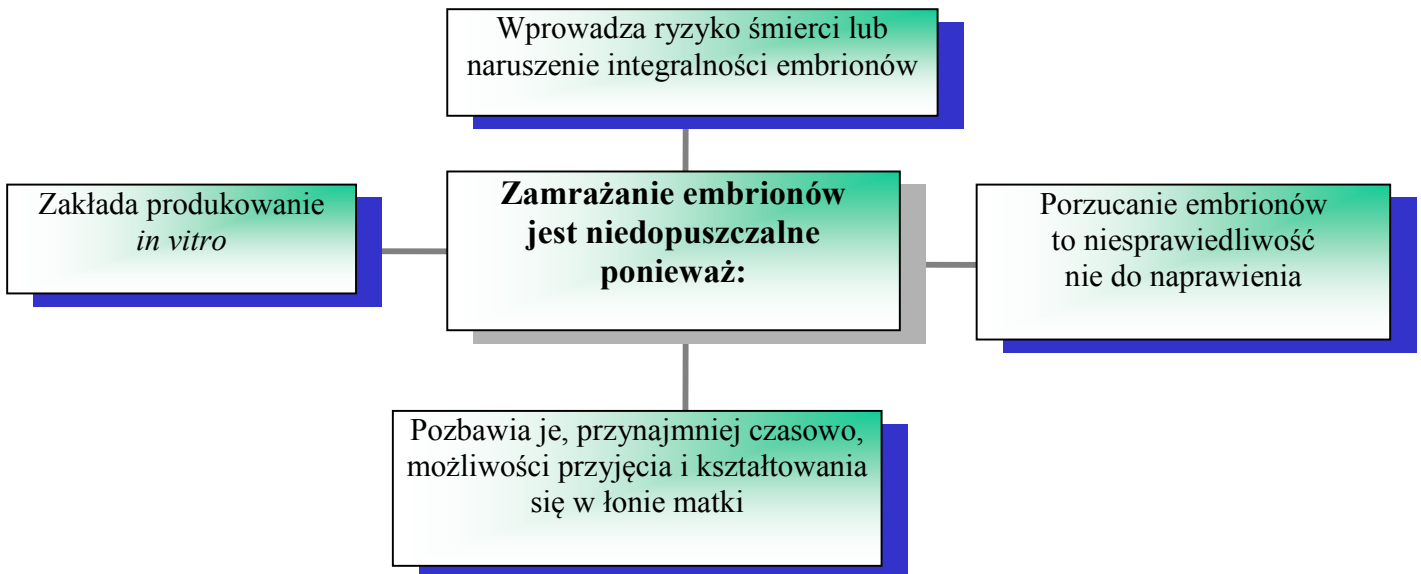 Wprowadza ryzyko śmierci lub
naruszenie integralności embrionów
Zakłada produkowanie
in vitro
Zamrażanie embrionów
jest niedopuszczalne
ponieważ:
Porzucanie embrionów
to niesprawiedliwość
nie do naprawienia
Pozbawia je, przynajmniej czasowo,
możliwości przyjęcia i kształtowania
się w łonie matki